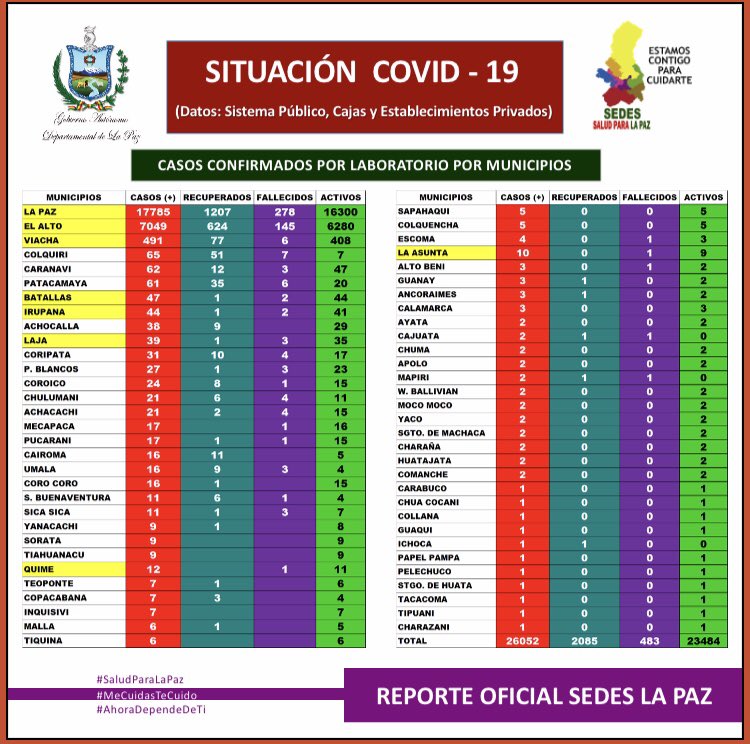 Gobierno Autónomo
Departamental de La Paz
SITUACIÓN COVID - 19
(Datos: Sistema Público, Cajas y Establecimientos Privados)
ESTAMOS
CONTIGO
PARA
CUIDARTE
SEDES
SALUD PARA LA PAZ
CASOS CONFIRMADOS POR LABORATORIO POR MUNICIPIOS
MUNICIPIOS CASOS (+) RECUPERADOS FALLECIDOS ACTIVOS
LA PAZ 17785 1207 278 16300
EL ALTO 7049 624 145 6280
VIACHA 491 77 6 408
COLQUIRI 65 51 7 7
CARANAVI 62 12 3 47
PATACAMAYA 61 35 6 20
BATALLAS 47 1 2 44
IRUPANA 44 1 2 41
ACHOCALLA 38 9 29
LAJA 39 1 3 35
CORIPATA 31 10 4 17
P. BLANCOS 27 1 3 23
COROICO 24 8 1 15
CHULUMANI 21 6 4 11
ACHACACHI 21 2 4 15
MECAPACA 17 1 16
PUCARANI 17 1 1 15
CAIROMA 16 11 5
UMALA 16 9 3 4
CORO CORO 16 1 15
S. BUENAVENTURA 11 6 1 4
SICA SICA 11 1 3 7
YANACACHI 9 1 8
SORATA 9 9
TIAHUANACU 9 9
QUIME 12 1 11
TEOPONTE 7 1 6
COPACABANA 7 3 4
INQUISIVI 7 7
MALLA 6 1 5
TIQUINA 6 6
MUNICIPIOS CASOS (+) RECUPERADOS FALLECIDOS ACTIVOS
SAPAHAQUI 5 0 0 5
COLQUENCHA 5 0 0 5
ESCOMA 4 0 1 3
LA ASUNTA 10 0 1 9
ALTO BENI 3 0 1 2
GUANAY 3 1 0 2
ANCORAIMES 3 1 0 2
CALAMARCA 3 0 0 3
AYATA 2 0 0 2
CAJUATA 2 1 1 0
CHUMA 2 0 0 2
APOLO 2 0 0 2
MAPIRI 2 1 1 0
W. BALLIVIAN 2 0 0 2
MOCO MOCO 2 0 0 2
YACO 2 0 0 2
SGTO. DE MACHACA 2 0 0 2
CHARAÑA 2 0 0 2
HUATAJATA 2 0 0 2
COMANCHE 2 0 0 2
CARABUCO 1 0 0 1
CHUA COCANI 1 0 0 1
COLLANA 1 0 0 1
GUAQUI 1 0 0 1
ICHOCA 1 1 0 0
PAPEL PAMPA 1 0 0 1
PELECHUCO 1 0 0 1
STGO. DE HUATA 1 0 0 1
TACACOMA 1 0 0 1
TIPUANI 1 0 0 1
CHARAZANI 1 0 0 1
TOTAL 26052 2085 483 23484
#SaludParaLaPaz
#MeCuidasTeCuido
#AhoraDependeDeTi
REPORTE OFICIAL SEDES LA PAZ